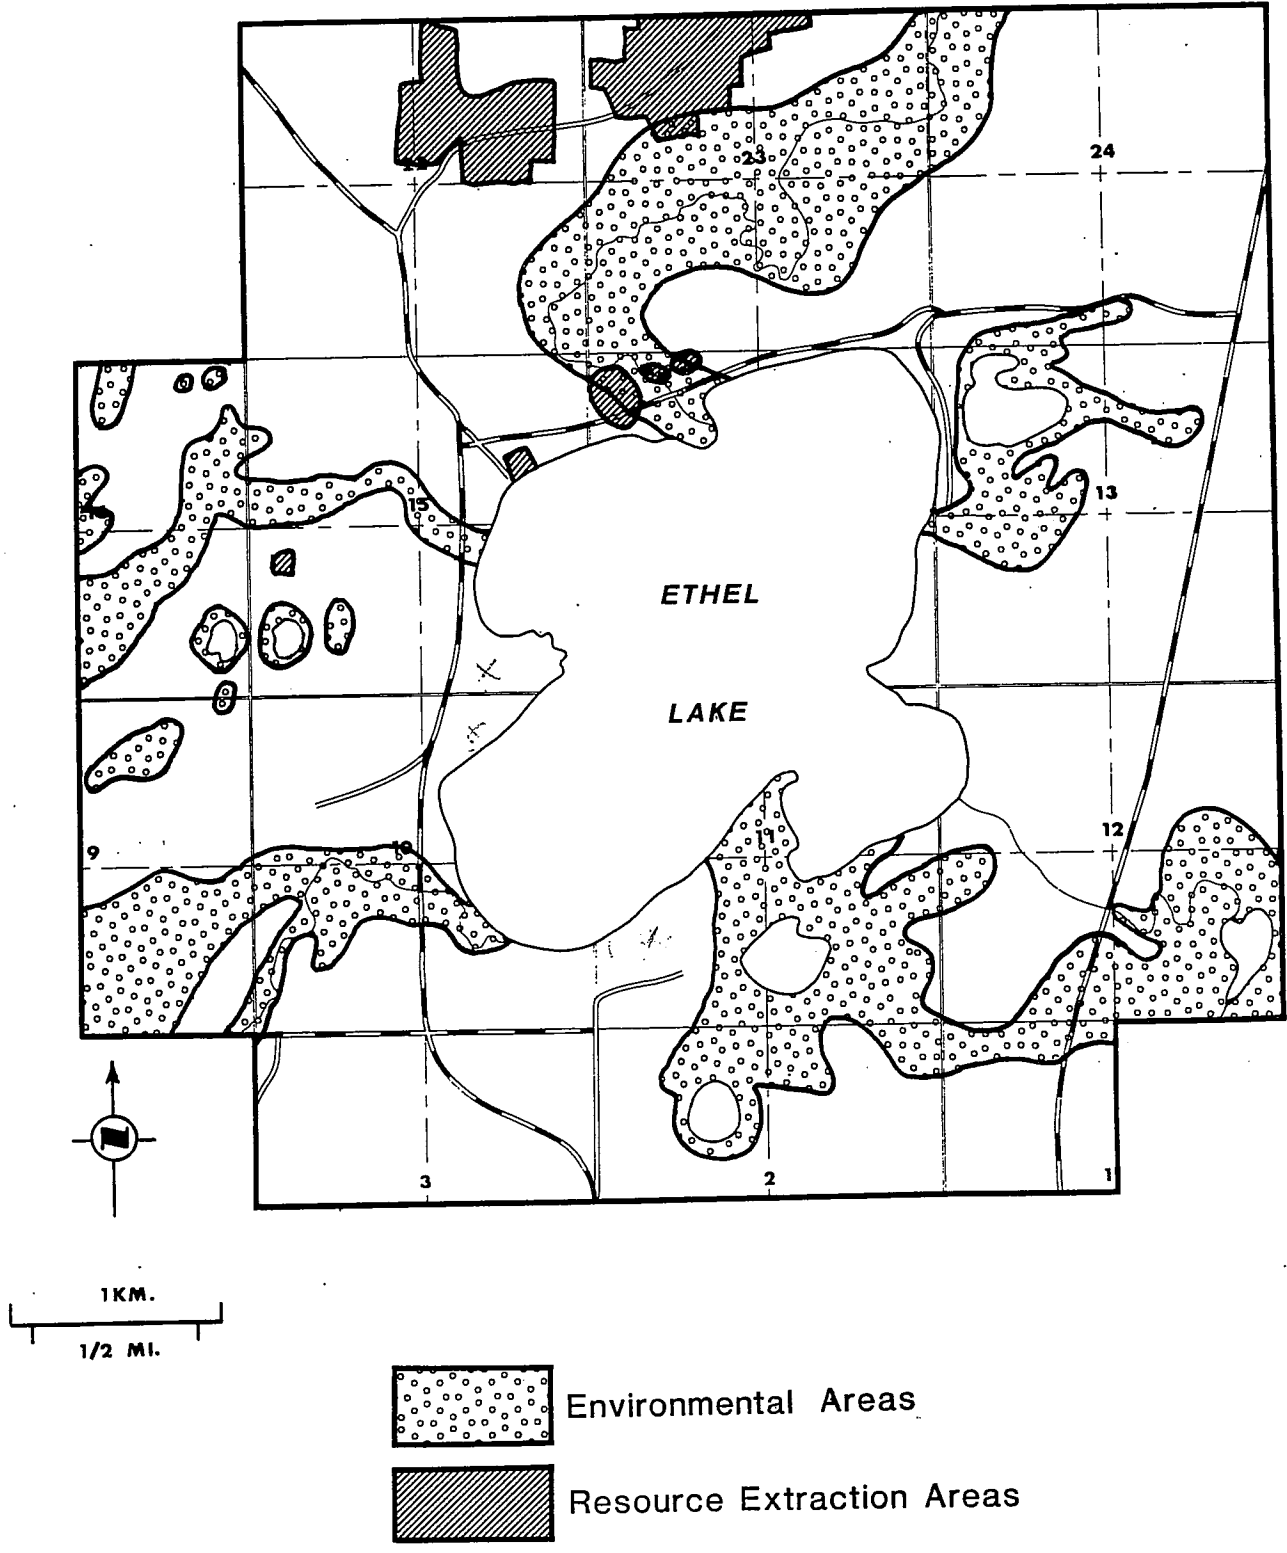 23
24
15
13
ETHEL
LAKE
9
10
11
12
3
2
1
1KM.
1/2 MI.
Environmental Areas
Resource Extraction Areas